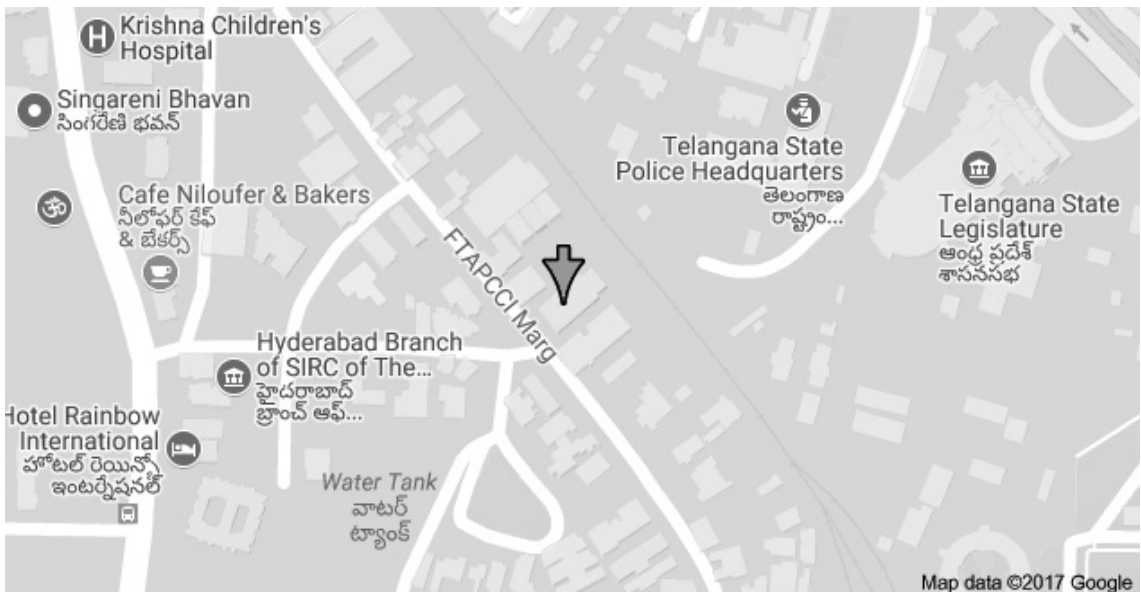 Krishna Children's
Hospital
Singareni Bhavan
సింగరేణి భవన్
Cafe Niloufer & Bakers
నీలోఫర్ కేఫ్
& బేకర్స్
Telangana State
Police Headquarters
తెలంగాణ
రాష్ట్రం...
Telangana State
Legislature
ఆంధ్ర ప్రదేశ్
శాసనసభ
FTAPCCI Marg
Hyderabad Branch
of SIRC of The...
హైదరాబాద్
బ్రాంచ్ ఆఫ్...
Hotel Rainbow
International
హోటల్ రెయిన్బో
ఇంటర్నేషనల్
Water Tank
వాటర్
ట్యాంక్
Map data ©2017 Google